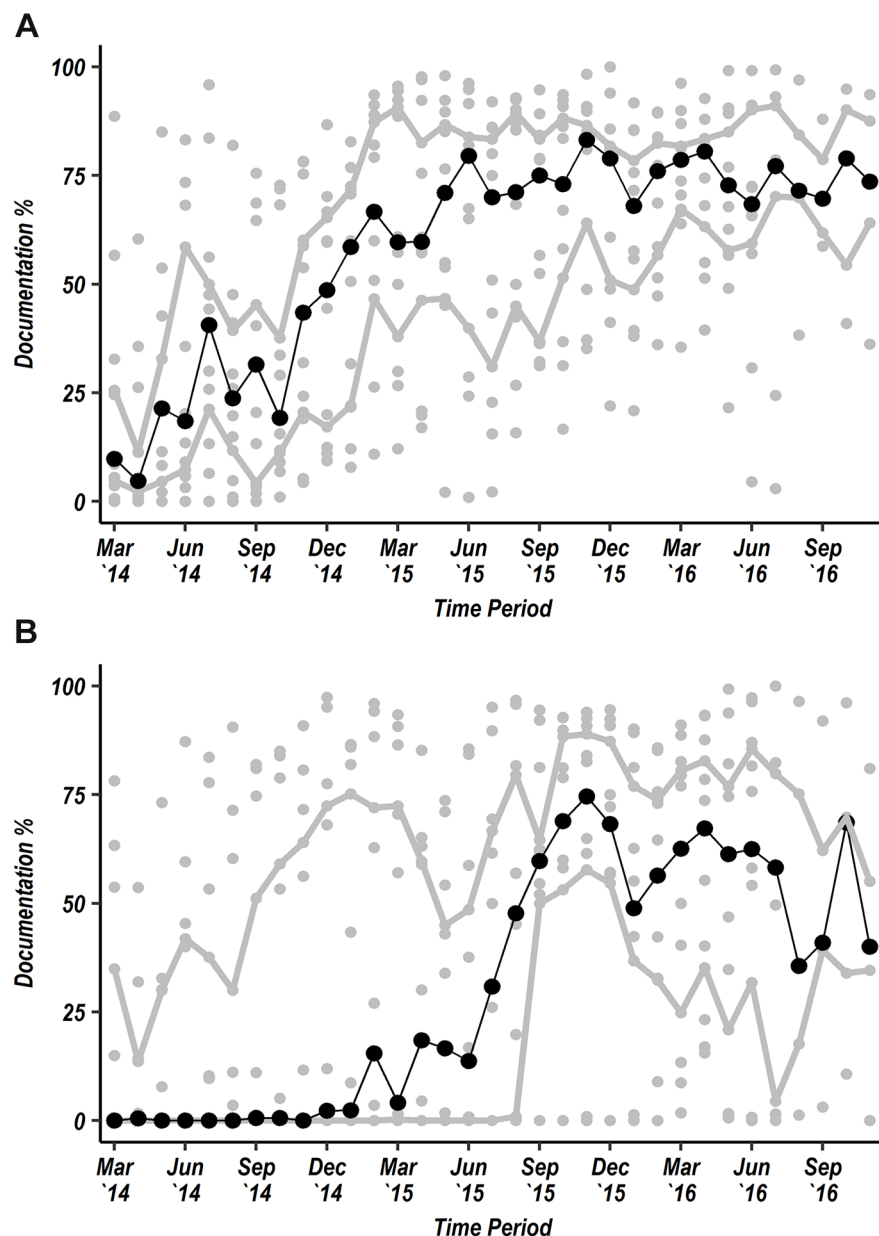 A
100
75
50
25
0
Documentation %
Mar Jun Sep Dec Mar Jun Sep Dec Mar Jun Sep
`14 `14 `14 `14 `15 `15 `15 `15 `16 `16 `16
Time Period
B
100
75
50
25
0
Documentation %
Mar Jun Sep Dec Mar Jun Sep Dec Mar Jun Sep
`14 `14 `14 `14 `15 `15 `15 `15 `16 `16 `16
Time Period